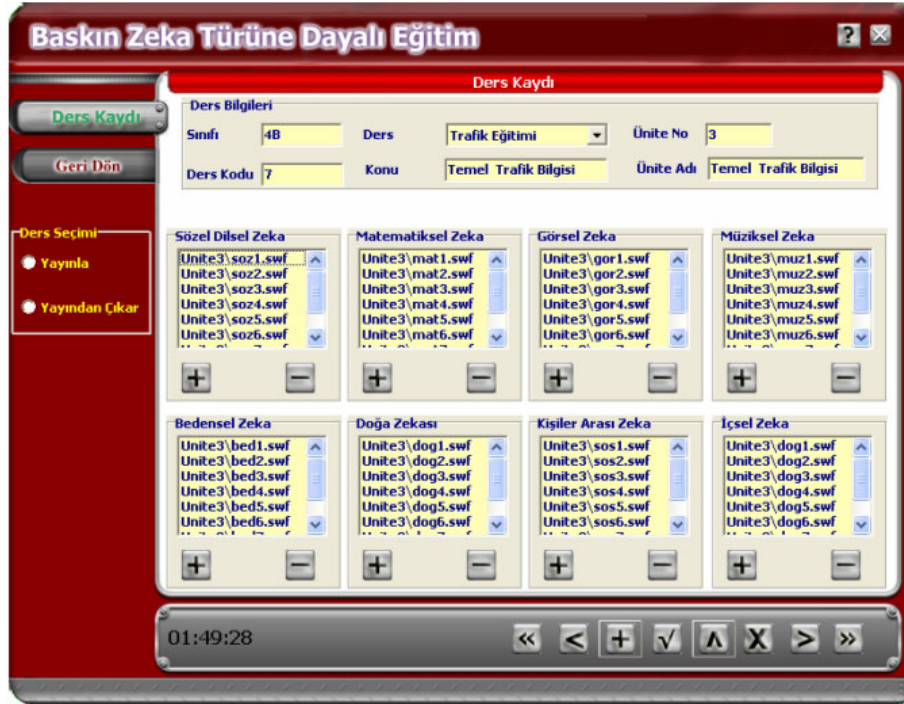 Baskın Zeka Türüne Dayalı Eğitim
?
Ders Kaydı
Ders Kaydı
Geri Dön
Ders Bilgileri
Sınıfı 4B Ders Trafik Eğitimi Ünite No 3
Ders Kodu 7 Konu Temel Trafik Bilgisi Ünite Adı Temel Trafik Bilgisi
Ders Seçimi
Yayınla
Yayından Çıkar
Sözel Dilsel Zeka
Unite3\soz1.swf
Unite3\soz2.swf
Unite3\soz3.swf
Unite3\soz4.swf
Unite3\soz5.swf
Unite3\soz6.swf
Matematiksel Zeka
Unite3\mat1.swf
Unite3\mat2.swf
Unite3\mat3.swf
Unite3\mat4.swf
Unite3\mat5.swf
Unite3\mat6.swf
Görsel Zeka
Unite3\gor1.swf
Unite3\gor2.swf
Unite3\gor3.swf
Unite3\gor4.swf
Unite3\gor5.swf
Unite3\gor6.swf
Müziksel Zeka
Unite3\muz1.swf
Unite3\muz2.swf
Unite3\muz3.swf
Unite3\muz4.swf
Unite3\muz5.swf
Unite3\muz6.swf
Bedensel Zeka
Unite3\bed1.swf
Unite3\bed2.swf
Unite3\bed3.swf
Unite3\bed4.swf
Unite3\bed5.swf
Unite3\bed6.swf
Doğa Zekası
Unite3\dog1.swf
Unite3\dog2.swf
Unite3\dog3.swf
Unite3\dog4.swf
Unite3\dog5.swf
Unite3\dog6.swf
Kişiler Arası Zeka
Unite3\sos1.swf
Unite3\sos2.swf
Unite3\sos3.swf
Unite3\sos4.swf
Unite3\sos5.swf
Unite3\sos6.swf
İçsel Zeka
Unite3\dog1.swf
Unite3\dog2.swf
Unite3\dog3.swf
Unite3\dog4.swf
Unite3\dog5.swf
Unite3\dog6.swf
01:49:28